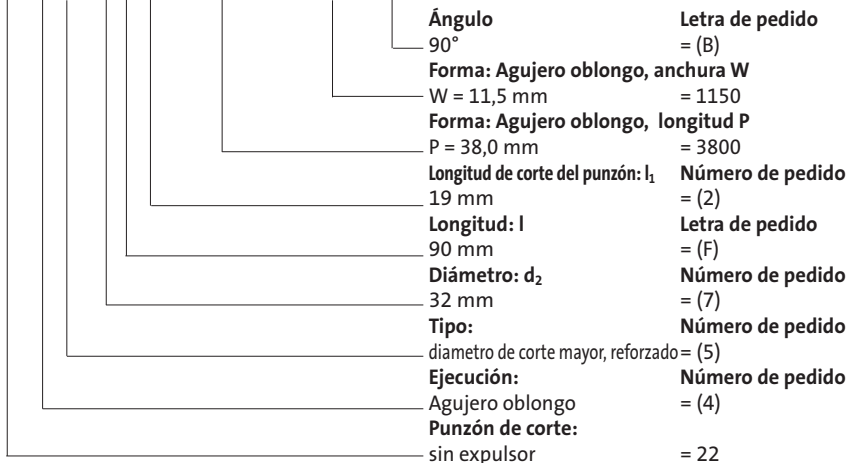 Ángulo Letra de pedido
90° = (B)
Forma: Agujero oblongo, anchura W
W = 11,5 mm = 1150
Forma: Agujero oblongo, longitud P
P = 38,0 mm = 3800
Longitud de corte del punzón: l₁ Número de pedido
19 mm = (2)
Longitud: l Letra de pedido
90 mm = (F)
Diámetro: d₂ Número de pedido
32 mm = (7)
Tipo: Número de pedido
diametro de corte mayor, reforzado = (5)
Ejecución: Número de pedido
Agujero oblongo = (4)
Punzón de corte:
sin expulsor = 22